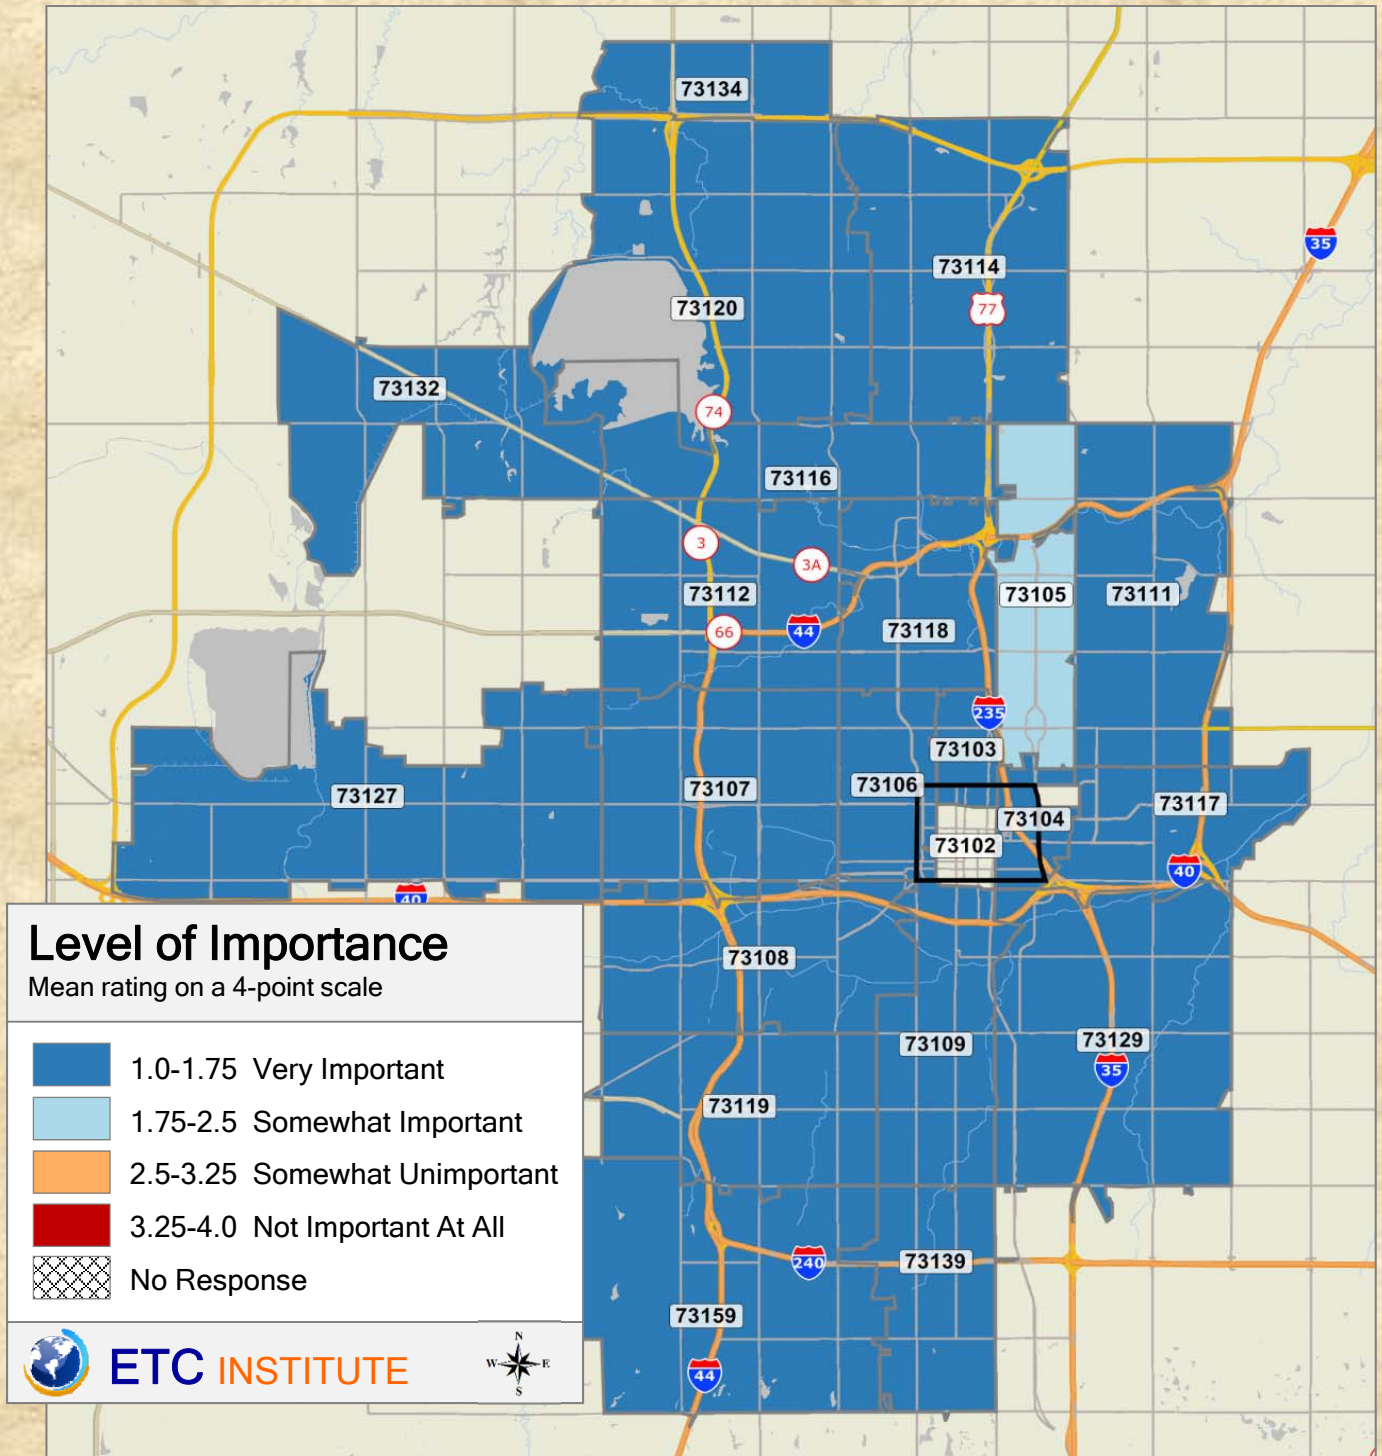 73134
35
73114
77
73120
73132
74
73116
3
3A
73112
73105
73111
66
44
73118
235
73103
73106
73107
73127
73117
73104
73102
40
40
73108
73109
73129
35
73119
240
73139
73159
44
Level of Importance
Mean rating on a 4-point scale
1.0-1.75 Very Important
1.75-2.5 Somewhat Important
2.5-3.25 Somewhat Unimportant
3.25-4.0 Not Important At All
No Response
ETC INSTITUTE
N
W E
S